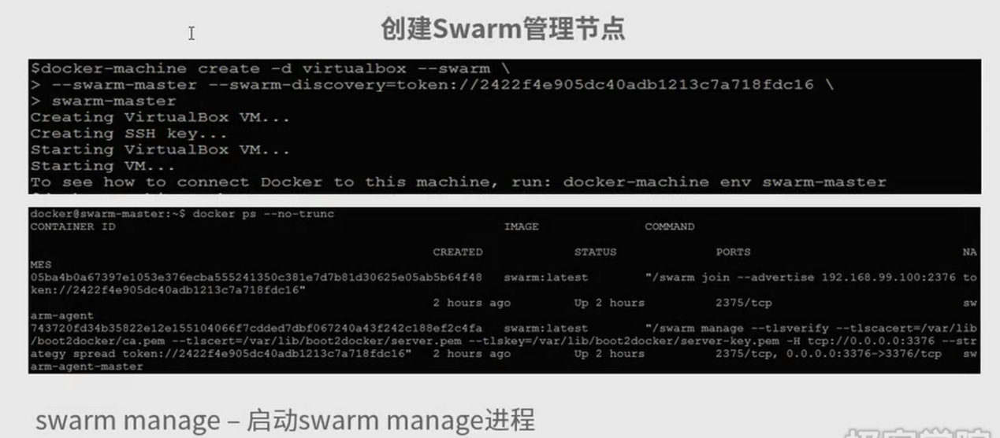 创建Swarm管理节点
$docker-machine create -d virtualbox --swarm \
> --swarm-master --swarm-discovery=token://2422f4e905dc40adb1213c7a718fdc16 \
> swarm-master
Creating VirtualBox VM...
Creating SSH key...
Starting VirtualBox VM...
Starting VM...
To see how to connect Docker to this machine, run: docker-machine env swarm-master
docker@swarm-master:~$ docker ps --no-trunc
CONTAINER ID IMAGE COMMAND
CREATED STATUS PORTS NA
MES
05ba4b0a67397e1053e376ecba555241350c381e7d7b81d30625e05ab5b64f48 swarm:latest "/swarm join --advertise 192.168.99.100:2376 to
ken://2422f4e905dc40adb1213c7a718fdc16"
2 hours ago Up 2 hours 2375/tcp sw
arm-agent
743720fd34b35822e12e155104066f7cdded7dbf067240a43f242c188ef2c4fa swarm:latest "/swarm manage --tlsverify --tlscacert=/var/lib
/boot2docker/ca.pem --tlscert=/var/lib/boot2docker/server.pem --tlskey=/var/lib/boot2docker/server-key.pem -H tcp://0.0.0.0:3376 --str
ategy spread token://2422f4e905dc40adb1213c7a718fdc16" 2 hours ago Up 2 hours 2375/tcp, 0.0.0.0:3376->3376/tcp sw
arm-agent-master
swarm manage – 启动swarm manage进程